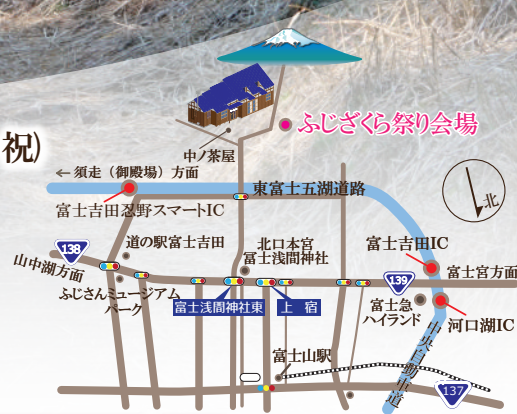 祝)
ふじざくら祭り会場
中ノ茶屋
←須走（御殿場）方面
東富士五湖道路
北
富士吉田忍野スマートIC
138
道の駅富士吉田
北口本宮
冨士浅間神社
富士吉田IC
山中湖方面
139
富士宮方面
ふじさんミュージアム
パーク
富士浅間神社東
上 宿
富士急
ハイランド
河口湖IC
中央自動車道
富士山駅
137